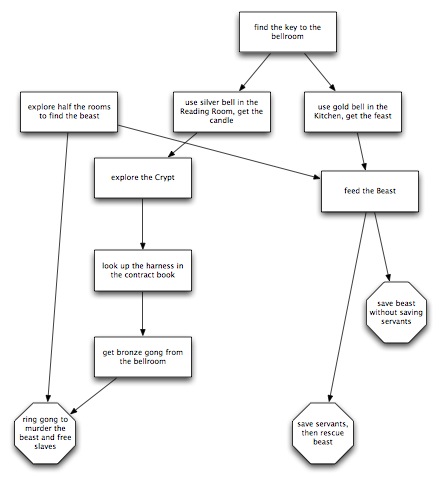 find the key to the
bellroom
explore half the rooms
to find the beast
use silver bell in the
Reading Room, get the
candle
use gold bell in the
Kitchen, get the feast
explore the Crypt
feed the Beast
look up the harness in
the contract book
save beast
without saving
servants
get bronze gong from
the bellroom
ring gong to
murder the
beast and free
slaves
save servants,
then rescue
beast